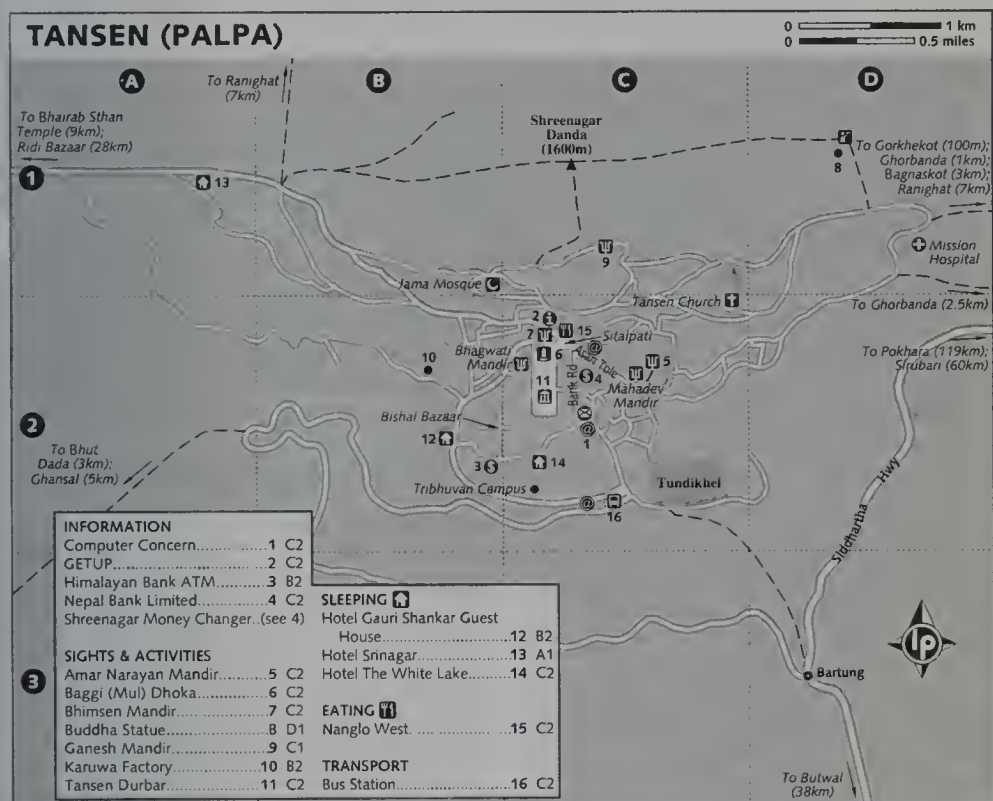 TANSEN (PALPA)
0 1 km
0 0.5 miles
A
B
C
D
To Ranighat
(7km)
To Bhairab Sthan
Temple (9km);
Ridi Bazaar (28km)
Shreenagar
Danda
(1600m)
8
To Gorkhekot (100m);
Ghorbanda (1km);
Bagnaskot (3km);
Ranighat (7km)
1
13
9
Mission
Hospital
Jama Mosque
Tansen Church
To Ghorbanda (2.5km)
2
7
15
Sitalpati
To Pokhara (119km);
Sirubari (60km)
Bhagwati
Mandir
6
Asan Tole
5
10
11
Bank Rd
4
Mahadev
Mandir
Bishal Bazaar
2
12
1
To Bhut
Dada (3km);
Ghansal (5km)
3
14
Tribhuvan Campus
Tundikhel
16
Siddhartha Hwy
INFORMATION
Computer Concern..................1 C2
GETUP.....................................2 C2
Himalayan Bank ATM.............3 B2
Nepal Bank Limited................4 C2
Shreenagar Money Changer..(see 4)
SIGHTS & ACTIVITIES
Amar Narayan Mandir............5 C2
Baggi (Mul) Dhoka..................6 C2
Bhimsen Mandir.....................7 C2
Buddha Statue.......................8 D1
Ganesh Mandir.......................9 C1
Karuwa Factory.....................10 B2
Tansen Durbar.......................11 C2
SLEEPING
Hotel Gauri Shankar Guest
House.............................12 B2
Hotel Srinagar......................13 A1
Hotel The White Lake............14 C2
EATING
Nanglo West.........................15 C2
TRANSPORT
Bus Station...........................16 C2
3
lp
Bartung
To Butwal
(38km)